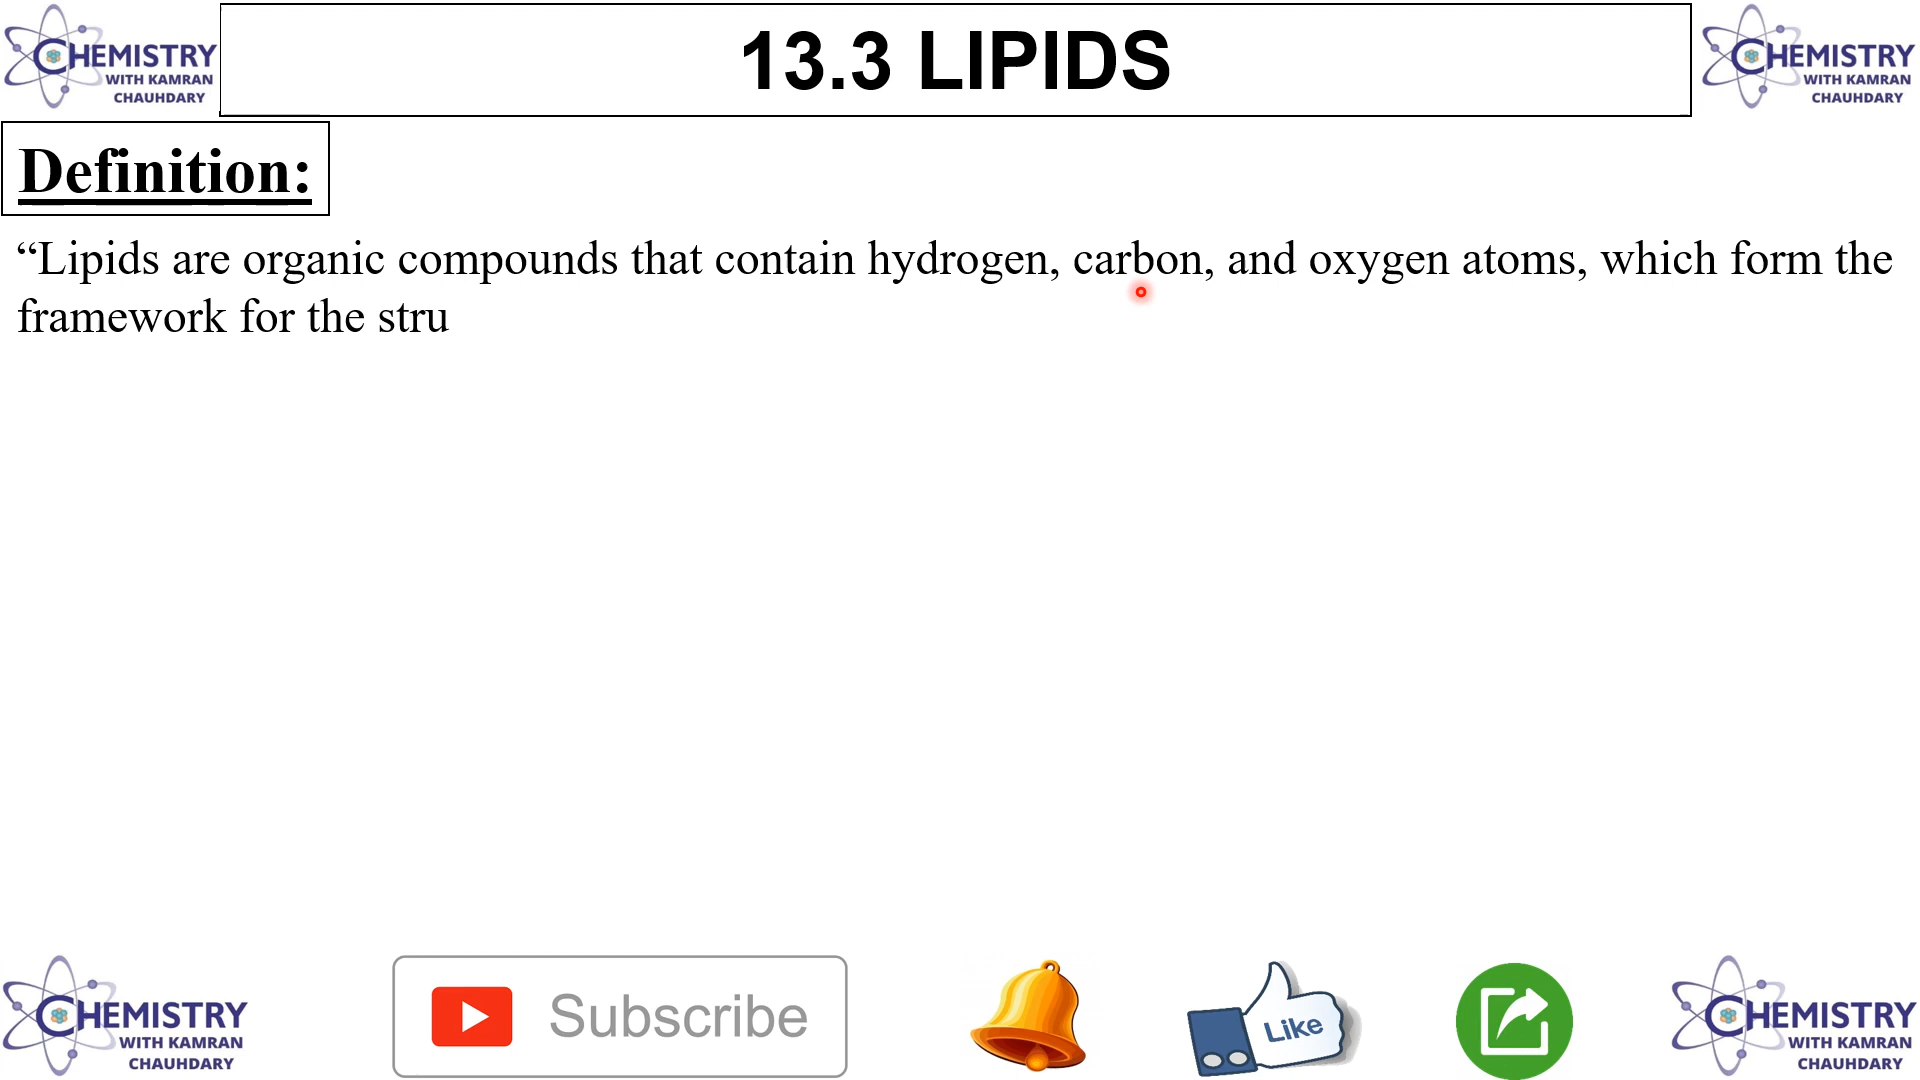 CHEMISTRY
WITH KAMRAN
CHAUHDARY
13.3 LIPIDS
CHEMISTRY
WITH KAMRAN
CHAUHDARY
Definition:
“Lipids are organic compounds that contain hydrogen, carbon, and oxygen atoms, which form the
framework for the stru
CHEMISTRY
WITH KAMRAN
CHAUHDARY
Subscribe
Like
CHEMISTRY
WITH KAMRAN
CHAUHDARY